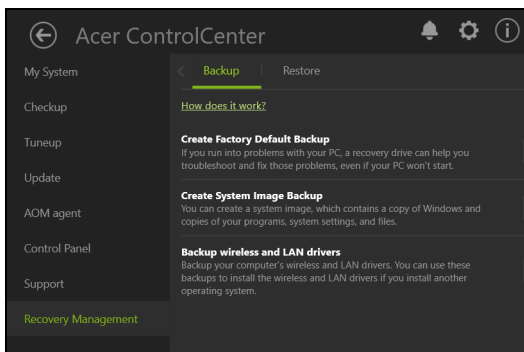 Acer ControlCenter
My System
Checkup
Tuneup
Update
AOM agent
Control Panel
Support
Recovery Management
Backup
Restore
How does it work?
Create Factory Default Backup
If you run into problems with your PC, a recovery drive can help you
troubleshoot and fix those problems, even if your PC won't start.
Create System Image Backup
You can create a system image, which contains a copy of Windows and
copies of your programs, system settings, and files.
Backup wireless and LAN drivers
Backup your computer's wireless and LAN drivers. You can use these
backups to install the wireless and LAN drivers if you install another
operating system.